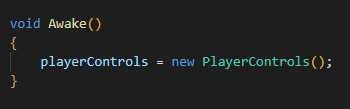 void Awake()
{
    playerControls = new PlayerControls();
}